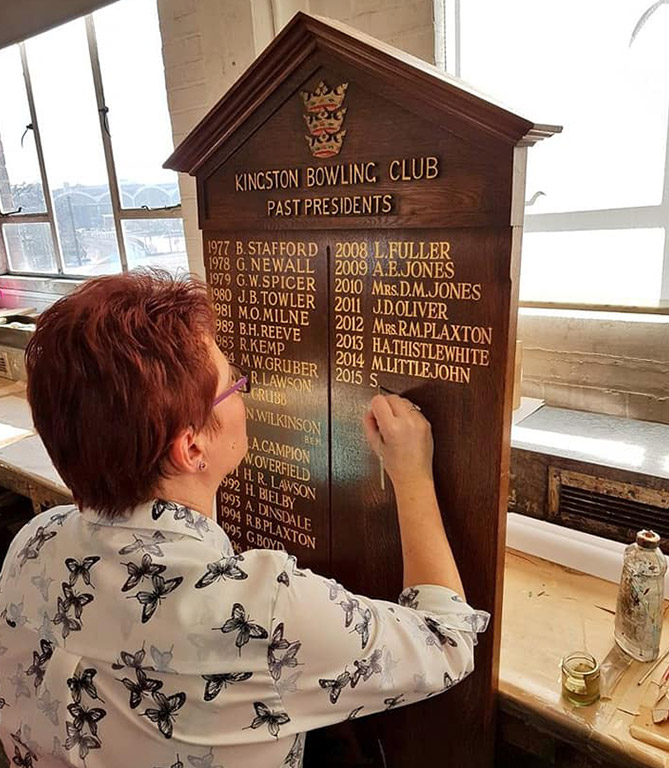 KINGSTON BOWLING CLUB
PAST PRESIDENTS
1977 B. STAFFORD
1978 G. NEWALL
1979 G.W. SPICER
1980 J.B. TOWLER
1981 M.O. MILNE
1982 B.H. REEVE
983 R. KEMP
M.W. GRUBER
R. LAWSON
GRUBB
N. WILKINSON
B.E.M.
A. CAMPION
W. OVERFIELD
H. R. LAWSON
1992 H. BIELBY
1993 A. DINSDALE
1994 R.B. PLAXTON
1995 G. BOYD
2008 L. FULLER
2009 A.E. JONES
2010 MRS. D.M. JONES
2011 J.D. OLIVER
2012 MRS. R.M. PLAXTON
2013 H.A. THISTLEWHITE
2014 M. LITTLEJOHN
2015 S